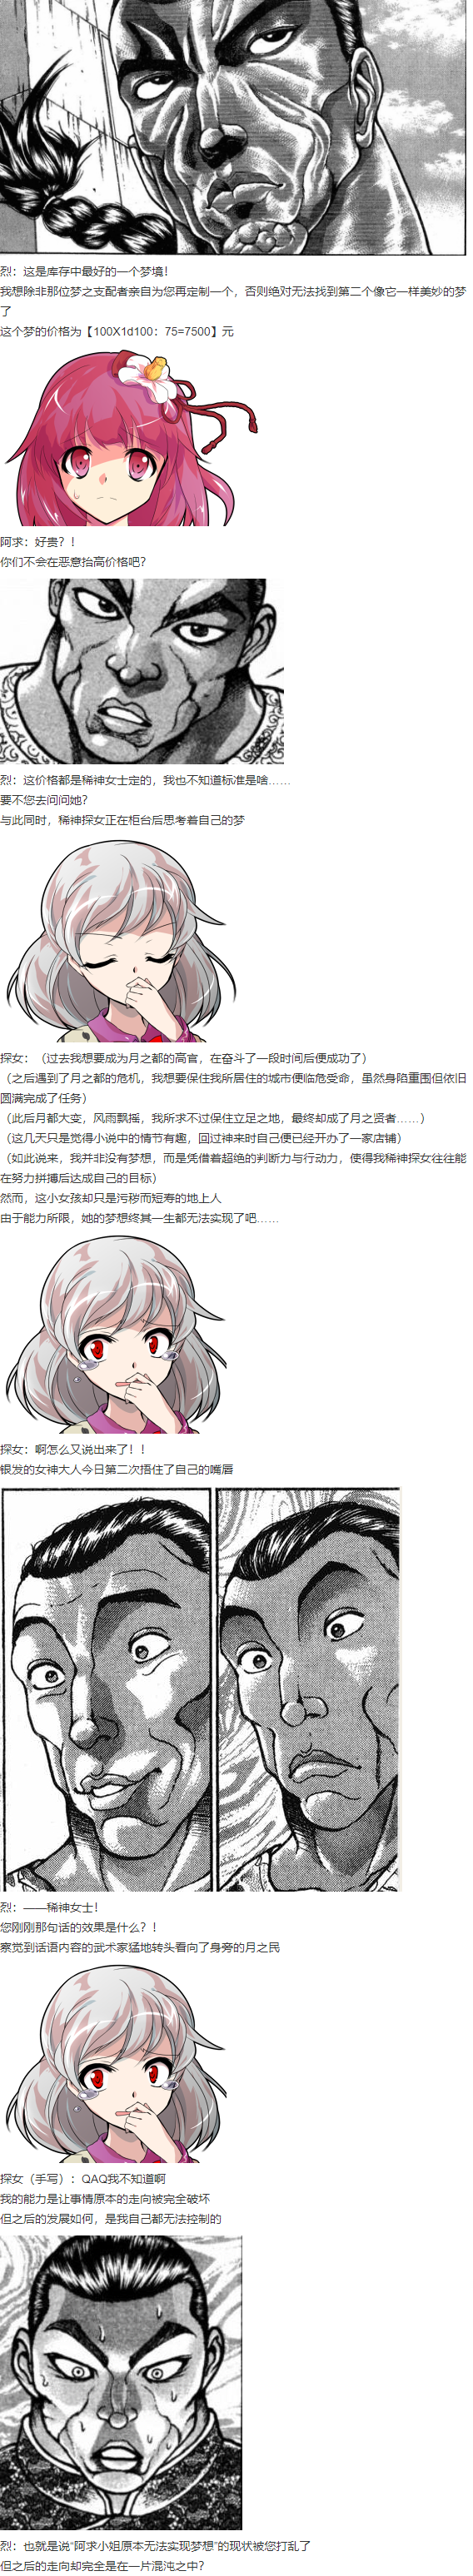 烈：这是库存中最好的一个梦境！
我想除非那位梦之支配者亲自为您再定制一个，否则绝对无法找到第二个像它一样美妙的梦
了
这个梦的价格为【100X1d100：75=7500】元
阿求：好贵？！
你们不会在恶意抬高价格吧？
烈：这价格都是稀神女士定的，我也不知道标准是啥……
要不您去问问她？
与此同时，稀神探女正在柜台后思考着自己的梦
探女：（过去我想要成为月之都的高官，在奋斗了一段时间后便成功了）
（之后遇到了月之都的危机，我想要保住我所居住的城市便临危受命，虽然身陷重围但依旧
圆满完成了任务）
（此后月都大变，风雨飘摇，我所求不过保住立足之地，最终却成了月之贤者……）
（这几天只是觉得小说中的情节有趣，回过神来时自己便已经开办了一家店铺）
（如此说来，我并非没有梦想，而是凭借着超绝的判断力与行动力，使得我稀神探女往往能
在努力拼搏后达成自己的目标）
然而，这小女孩却只是污秽而短寿的地上人
由于能力所限，她的梦想终其一生都无法实现了吧……
探女：啊怎么又说出来了！！
银发的女神大人今日第二次捂住了自己的嘴唇
烈：——稀神女士！
您刚刚那句话的效果是什么？！
察觉到话语内容的武术家猛地转头看向了身旁的月之民
探女（手写）：QAQ我不知道啊
我的能力是让事情原本的走向被完全破坏
但之后的发展如何，是我自己都无法控制的
烈：也就是说“阿求小姐原本无法实现梦想”的现状被您打乱了
但之后的走向却完全是在一片混沌之中？